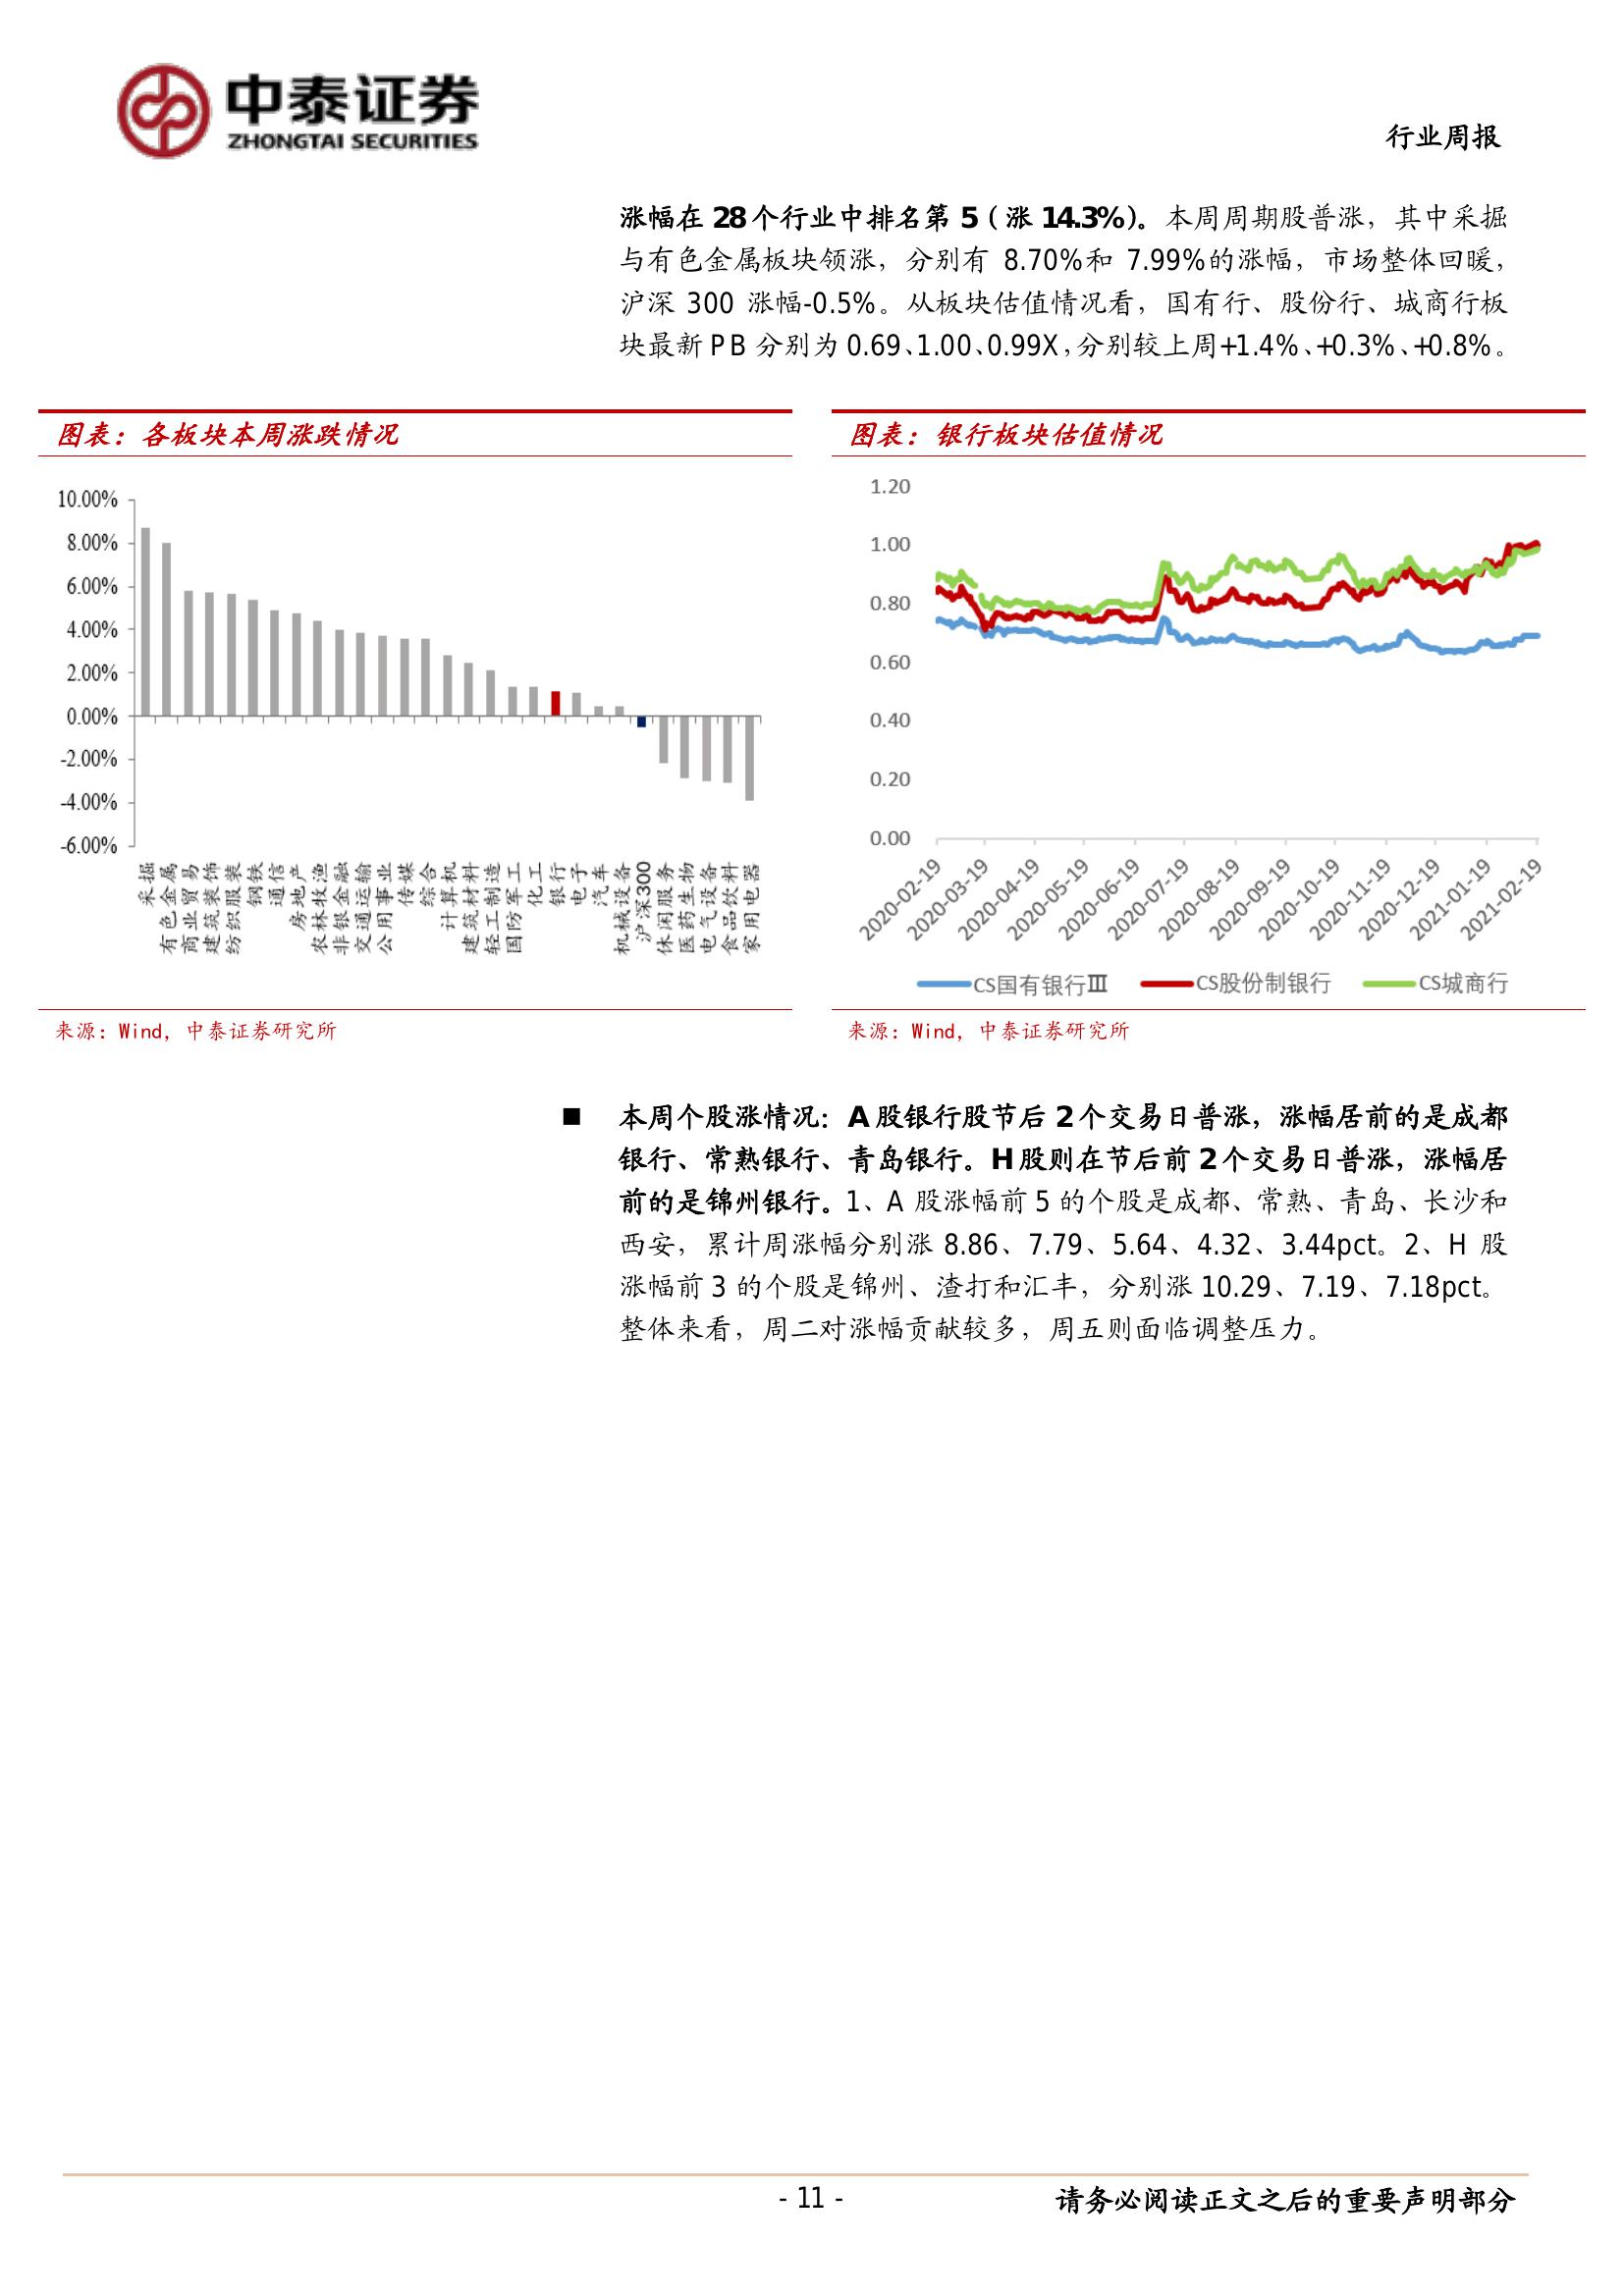 中泰证券
ZHONGTAI SECURITIES
行业周报
涨幅在 28 个行业中排名第 5（涨 14.3%）。本周周期股普涨，其中采掘
与有色金属板块领涨，分别有 8.70%和 7.99%的涨幅，市场整体回暖，
沪深 300 涨幅-0.5%。从板块估值情况看，国有行、股份行、城商行板
块最新 PB 分别为 0.69、1.00、0.99X，分别较上周+1.4%、+0.3%、+0.8%。
图表：各板块本周涨跌情况
10.00%
8.00%
6.00%
4.00%
2.00%
0.00%
-2.00%
-4.00%
-6.00%
采掘
有色金属
商业贸易
建筑装饰
纺织服装
钢铁
通信
房地产
农林牧渔
非银金融
交通运输
公用事业
传媒
综合
计算机
建筑材料
轻工制造
国防军工
化工
银行
电子
汽车
机械设备
沪深300
休闲服务
医药生物
电气设备
食品饮料
家用电器
来源：Wind，中泰证券研究所
图表：银行板块估值情况
1.20
1.00
0.80
0.60
0.40
0.20
0.00
2020-02-19
2020-03-19
2020-04-19
2020-05-19
2020-06-19
2020-07-19
2020-08-19
2020-09-19
2020-10-19
2020-11-19
2020-12-19
2021-01-19
2021-02-19
CS国有银行Ⅲ CS股份制银行 CS城商行
来源：Wind，中泰证券研究所
■ 本周个股涨情况：A 股银行股节后 2 个交易日普涨，涨幅居前的是成都
银行、常熟银行、青岛银行。H 股则在节后前 2 个交易日普涨，涨幅居
前的是锦州银行。1、A 股涨幅前 5 的个股是成都、常熟、青岛、长沙和
西安，累计周涨幅分别涨 8.86、7.79、5.64、4.32、3.44pct。2、H 股
涨幅前 3 的个股是锦州、渣打和汇丰，分别涨 10.29、7.19、7.18pct。
整体来看，周二对涨幅贡献较多，周五则面临调整压力。
- 11 -
请务必阅读正文之后的重要声明部分